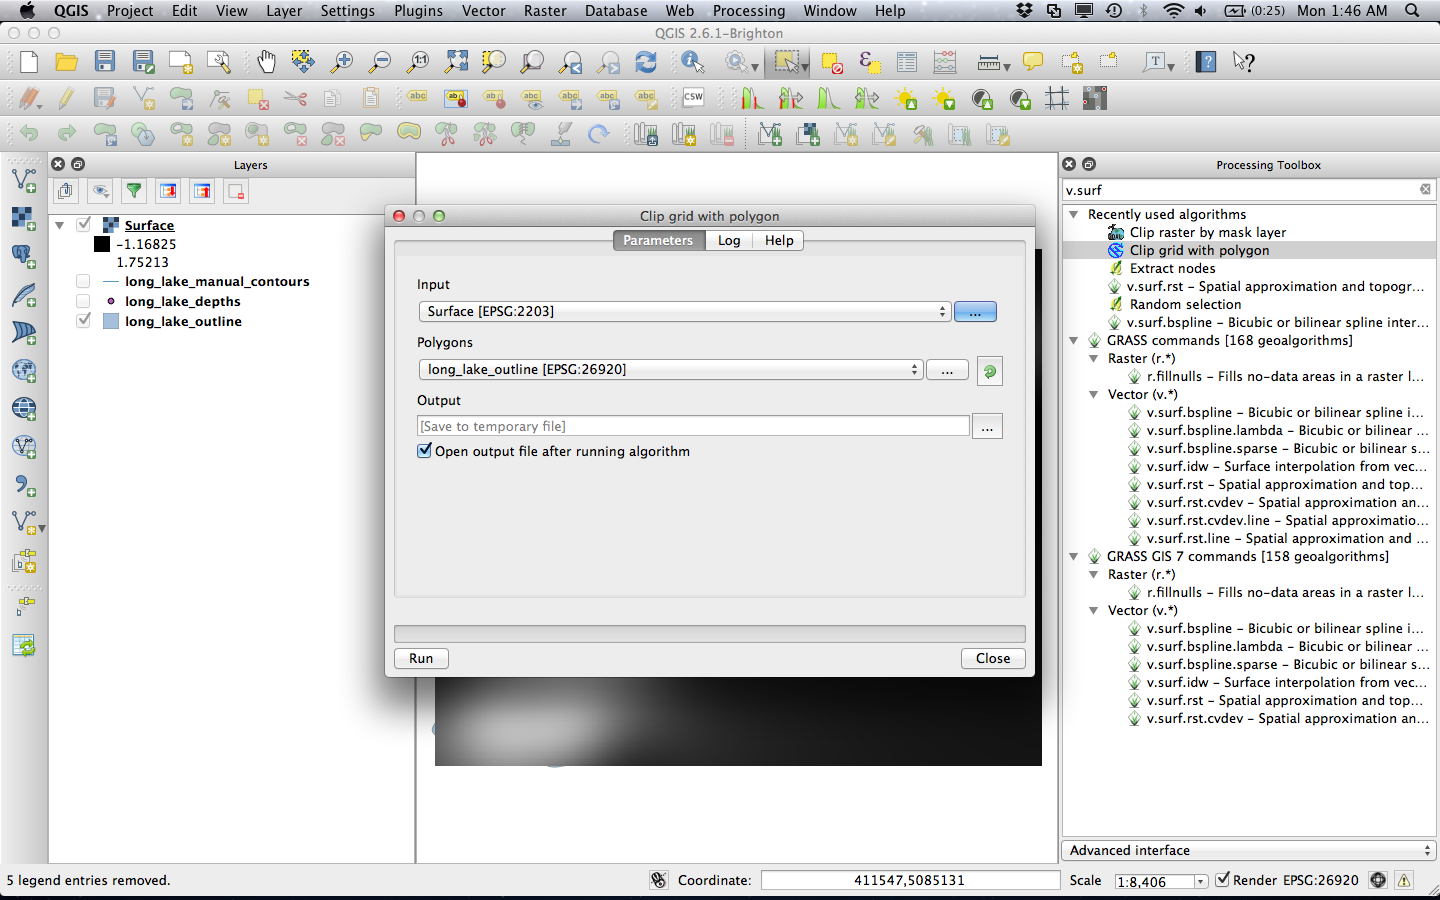 QGIS Project Edit View Layer Settings Plugins Vector Raster Database Web Processing Window Help (0:25) Mon 1:46 AM
QGIS 2.6.1-Brighton
CSW
Layers
Surface
-1.16825
1.75213
long_lake_manual_contours
long_lake_depths
long_lake_outline
Clip grid with polygon
Parameters Log Help
Input
Surface [EPSG:2203]
...
Polygons
long_lake_outline [EPSG:26920]
...
Output
[Save to temporary file]
...
Open output file after running algorithm
Run
Close
Processing Toolbox
v.surf
Recently used algorithms
Clip raster by mask layer
Clip grid with polygon
Extract nodes
v.surf.rst - Spatial approximation and topogr...
Random selection
v.surf.bspline - Bicubic or bilinear spline inter...
GRASS commands [168 geoalgorithms]
Raster (r.*)
r.fillnulls - Fills no-data areas in a raster l...
Vector (v.*)
v.surf.bspline - Bicubic or bilinear spline i...
v.surf.bspline.lambda - Bicubic or bilinear ...
v.surf.bspline.sparse - Bicubic or bilinear s...
v.surf.idw - Surface interpolation from vec...
v.surf.rst - Spatial approximation and top...
v.surf.rst.cvdev - Spatial approximation an...
v.surf.rst.cvdev.line - Spatial approximatio...
v.surf.rst.line - Spatial approximation and ...
GRASS GIS 7 commands [158 geoalgorithms]
Raster (r.*)
r.fillnulls - Fills no-data areas in a raster l...
Vector (v.*)
v.surf.bspline - Bicubic or bilinear spline i...
v.surf.bspline.lambda - Bicubic or bilinear ...
v.surf.bspline.sparse - Bicubic or bilinear s...
v.surf.idw - Surface interpolation from vec...
v.surf.rst - Spatial approximation and top...
v.surf.rst.cvdev - Spatial approximation an...
Advanced interface
5 legend entries removed.
Coordinate: 411547,5085131 Scale 1:8,406 Render EPSG:26920